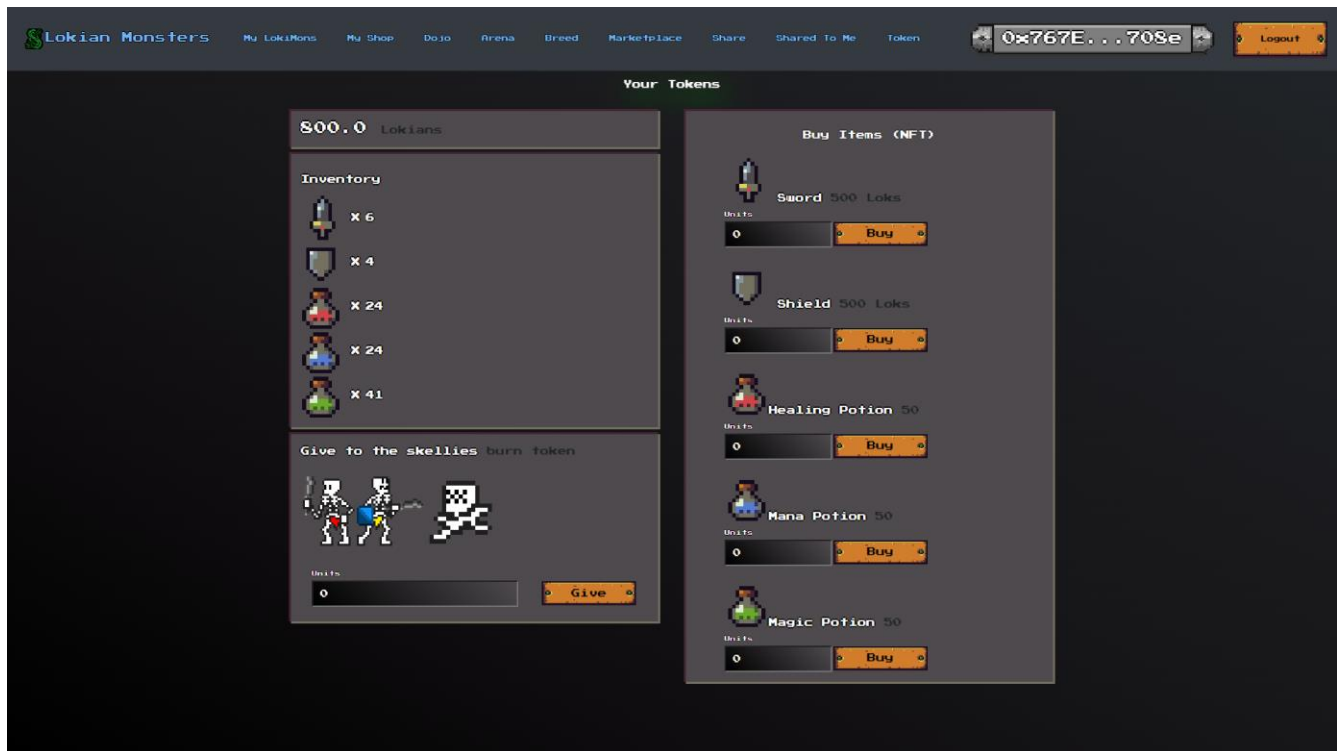 Lokian Monsters My LokiMons My Shop Dojo Arena Breed Marketplace Share Shared To Me Token 0x767E...708e Logout
Your Tokens
800.0 Lokians
Inventory
X 6
X 4
X 24
X 24
X 41
Give to the skellies burn token
Units
0
Give
Buy Items (NFT)
Sword 500 Loks
Units
0 Buy
Shield 500 Loks
Units
0 Buy
Healing Potion 50
Units
0 Buy
Mana Potion 50
Units
0 Buy
Magic Potion 50
Units
0 Buy